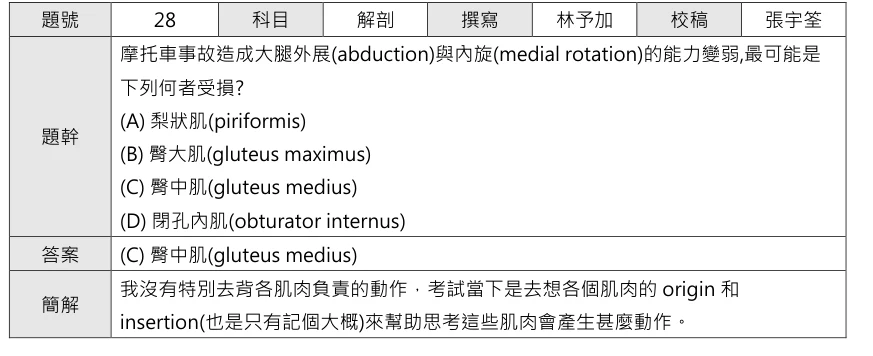 題號 28 科目 解剖 撰寫 林予加 校稿 張宇筌
摩托車事故造成大腿外展(abduction)與內旋(medial rotation)的能力變弱,最可能是
下列何者受損?
題幹
(A) 梨狀肌(piriformis)
(B) 臀大肌(gluteus maximus)
(C) 臀中肌(gluteus medius)
(D) 閉孔內肌(obturator internus)
答案 (C) 臀中肌(gluteus medius)
簡解
我沒有特別去背各肌肉負責的動作，考試當下是去想各個肌肉的 origin 和
insertion(也是只有記個大概)來幫助思考這些肌肉會產生甚麼動作。